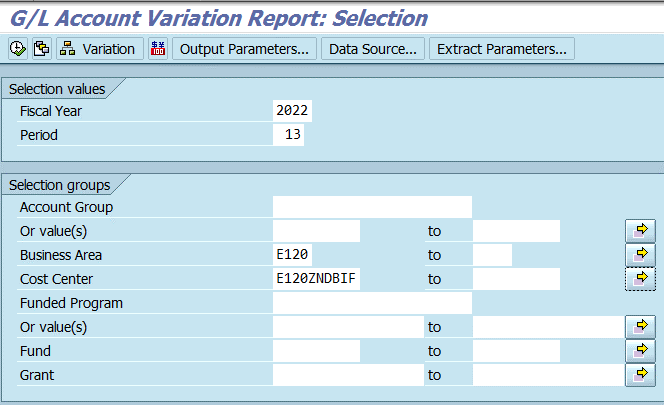 G/L Account Variation Report: Selection
Variation Output Parameters... Data Source... Extract Parameters...
Selection values
Fiscal Year 2022
Period 13
Selection groups
Account Group
Or value(s) to
Business Area E120 to
Cost Center E120ZNDBIF to
Funded Program
Or value(s) to
Fund to
Grant to